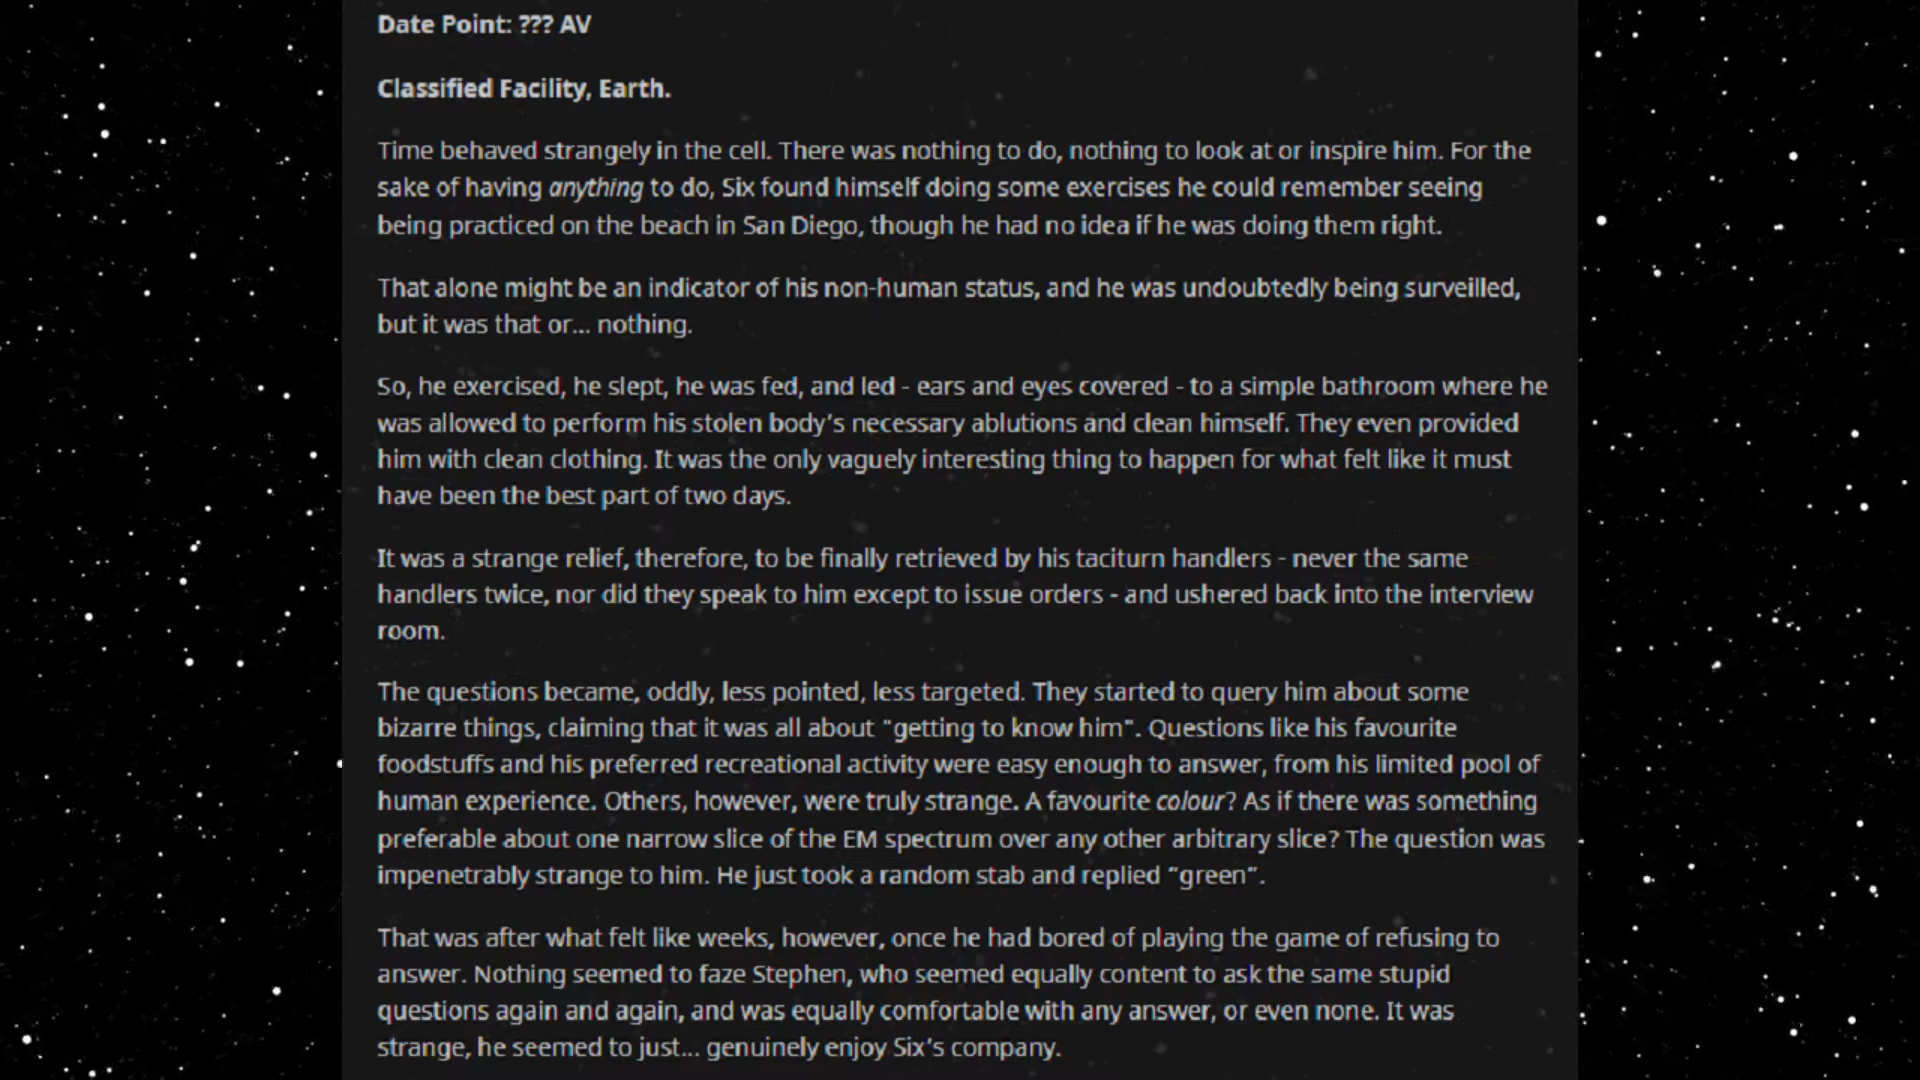 Date Point: ??? AV
Classified Facility, Earth.
Time behaved strangely in the cell. There was nothing to do, nothing to look at or inspire him. For the
sake of having anything to do, Six found himself doing some exercises he could remember seeing
being practiced on the beach in San Diego, though he had no idea if he was doing them right.
That alone might be an indicator of his non-human status, and he was undoubtedly being surveilled,
but it was that or... nothing.
So, he exercised, he slept, he was fed, and led - ears and eyes covered - to a simple bathroom where he
was allowed to perform his stolen body's necessary ablutions and clean himself. They even provided
him with clean clothing. It was the only vaguely interesting thing to happen for what felt like it must
have been the best part of two days.
It was a strange relief, therefore, to be finally retrieved by his taciturn handlers - never the same
handlers twice, nor did they speak to him except to issue orders - and ushered back into the interview
room.
The questions became, oddly, less pointed, less targeted. They started to query him about some
bizarre things, claiming that it was all about "getting to know him". Questions like his favourite
foodstuffs and his preferred recreational activity were easy enough to answer, from his limited pool of
human experience. Others, however, were truly strange. A favourite colour? As if there was something
preferable about one narrow slice of the EM spectrum over any other arbitrary slice? The question was
impenetrably strange to him. He just took a random stab and replied “green”.
That was after what felt like weeks, however, once he had bored of playing the game of refusing to
answer. Nothing seemed to faze Stephen, who seemed equally content to ask the same stupid
questions again and again, and was equally comfortable with any answer, or even none. It was
strange, he seemed to just... genuinely enjoy Six’s company.